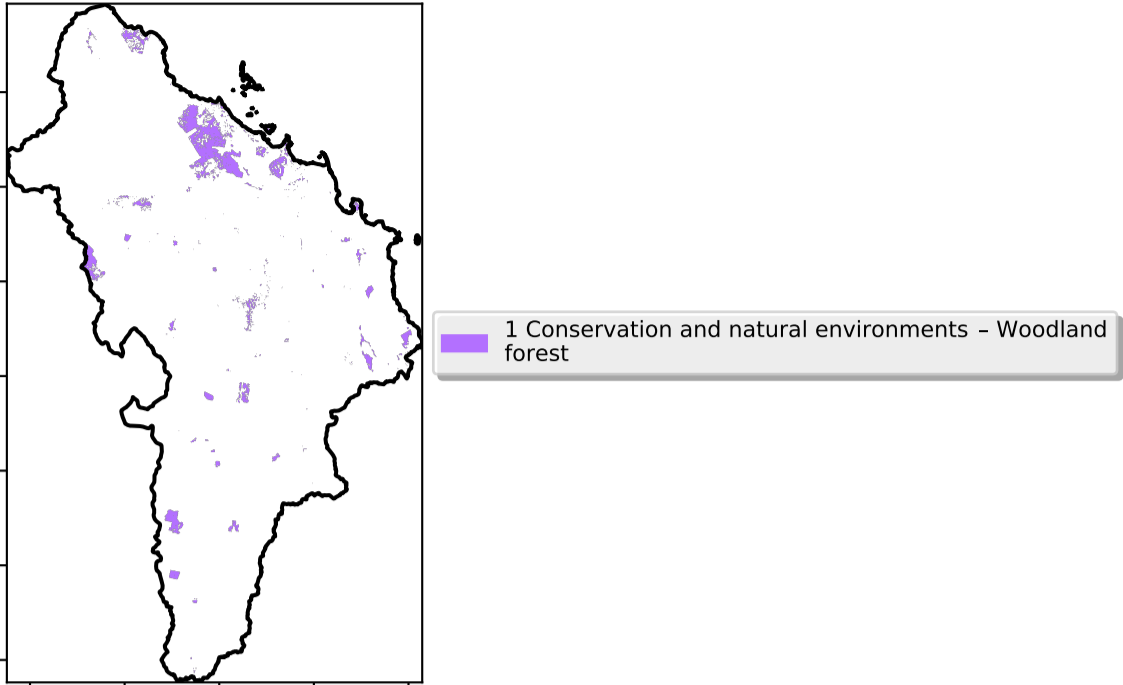 1 Conservation and natural environments – Woodland
forest